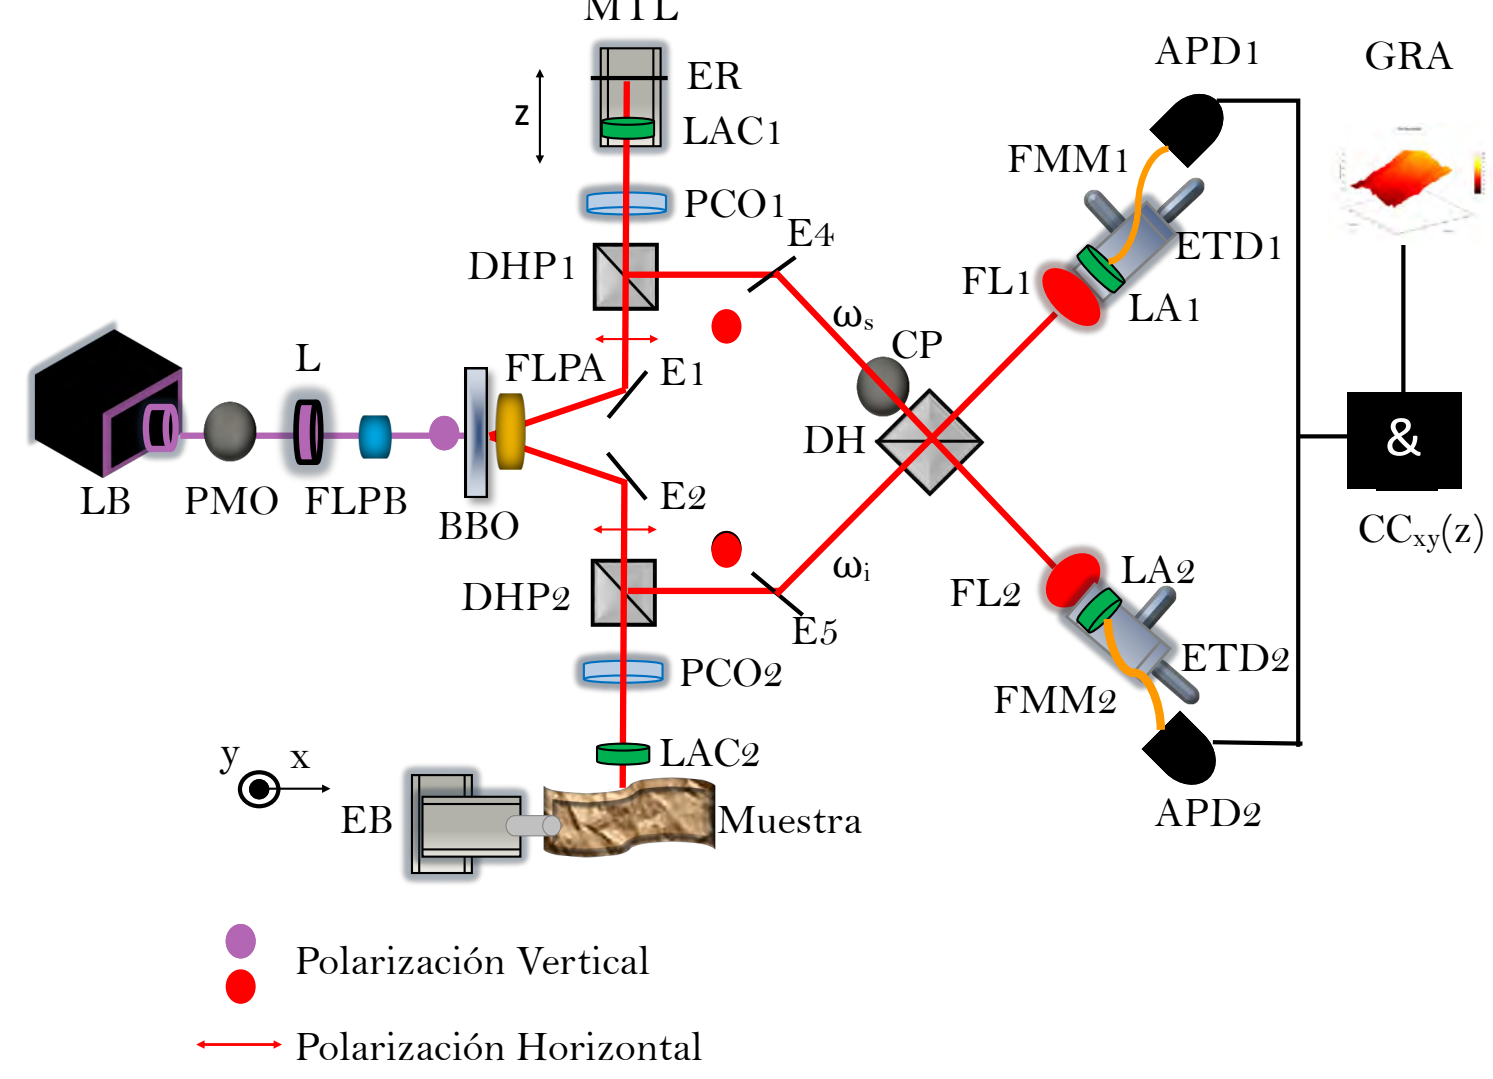 MTL
ER
z
LAC1
PCO1
DHP1
E4
APD1
GRA
FMM1
ETD1
FL1
LA1
ωs
CP
L
FLPA
E1
DH
&
LB
PMO
FLPB
BBO
E2
CCxy(z)
DHP2
ωi
E5
FL2
LA2
ETD2
FMM2
PCO2
LAC2
y
x
EB
Muestra
APD2
Polarización Vertical
Polarización Horizontal